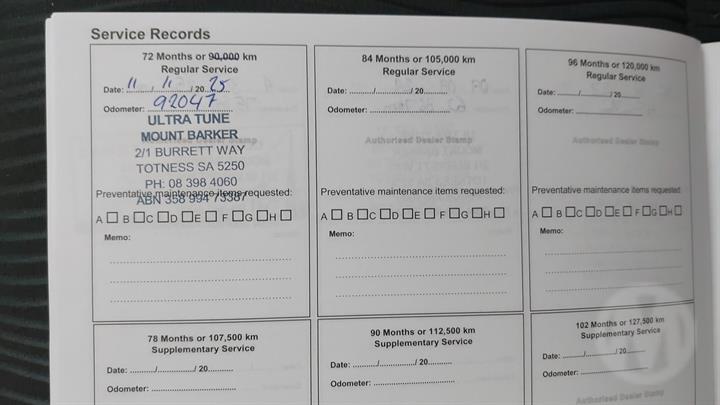 Service Records
72 Months or 90,000 km
Regular Service
Date: 11 / 11 / 20 25
Odometer: 92047
ULTRA TUNE
MOUNT BARKER
2/1 BURRETT WAY
TOTNESS SA 5250
PH: 08 398 4060
Preventative maintenance items requested:
ABN 358 994 73387
A B C D E F G H
Memo:
84 Months or 105,000 km
Regular Service
Date: ........../............../ 20...........
Odometer: ....................................
Authorised Dealer Stamp
Preventative maintenance items requested:
A B C D E F G H
Memo:
96 Months or 120,000 km
Regular Service
Date: ........../............../ 20...........
Odometer: ....................................
Authorised Dealer Stamp
Preventative maintenance items requested:
A B C D E F G H
Memo:
78 Months or 107,500 km
Supplementary Service
Date: ........../............../ 20...........
Odometer: ....................................
90 Months or 112,500 km
Supplementary Service
Date: ........../............../ 20...........
Odometer: ....................................
102 Months or 127,500 km
Supplementary Service
Date: ........../............../ 20...........
Odometer: ....................................
Authorised Dealer Stamp